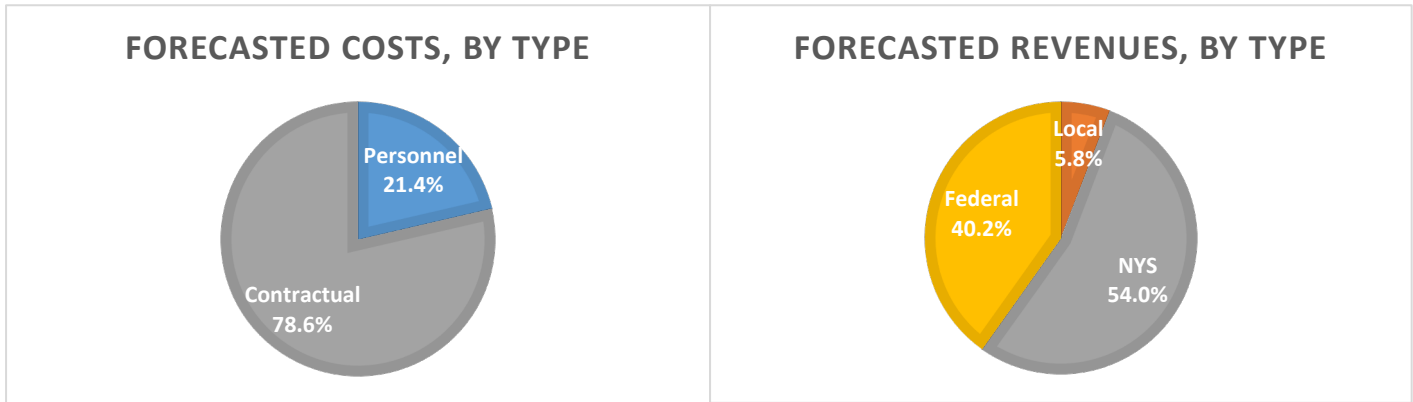 FORECASTED COSTS, BY TYPE
Personnel
21.4%
Contractual
78.6%
FORECASTED REVENUES, BY TYPE
Local
5.8%
Federal
40.2%
NYS
54.0%